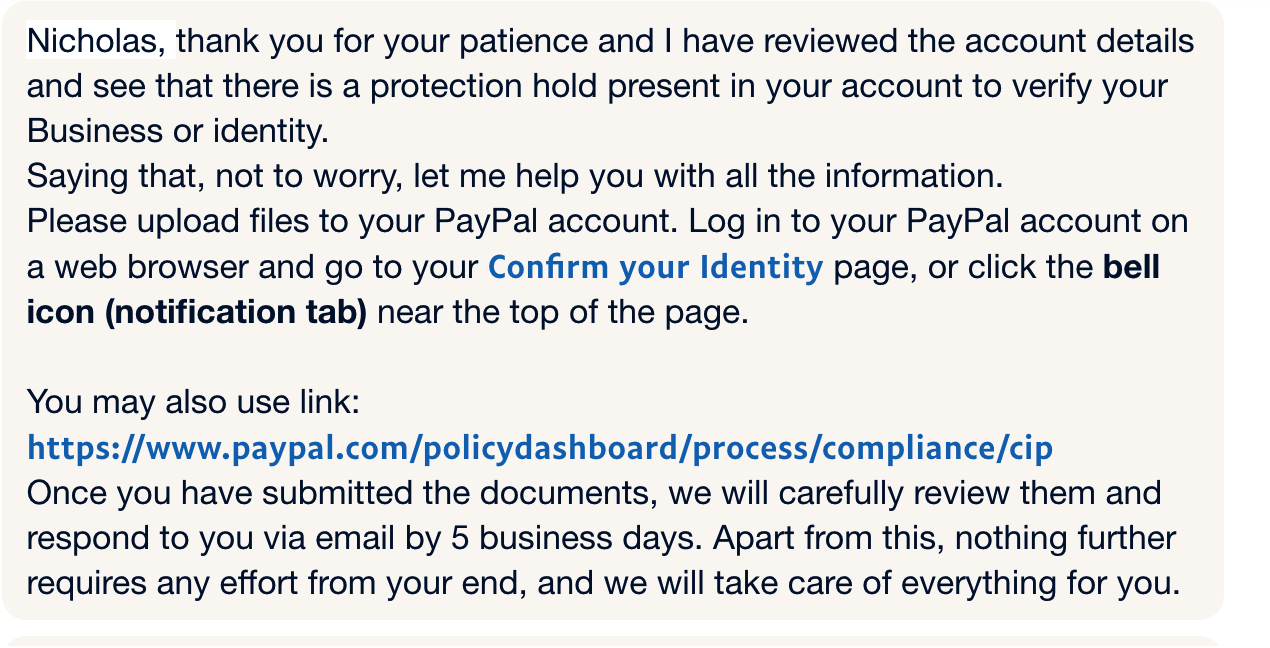 Nicholas, thank you for your patience and I have reviewed the account details
and see that there is a protection hold present in your account to verify your
Business or identity.
Saying that, not to worry, let me help you with all the information.
Please upload files to your PayPal account. Log in to your PayPal account on
a web browser and go to your Confirm your Identity page, or click the bell
icon (notification tab) near the top of the page.
You may also use link:
https://www.paypal.com/policydashboard/process/compliance/cip
Once you have submitted the documents, we will carefully review them and
respond to you via email by 5 business days. Apart from this, nothing further
requires any effort from your end, and we will take care of everything for you.